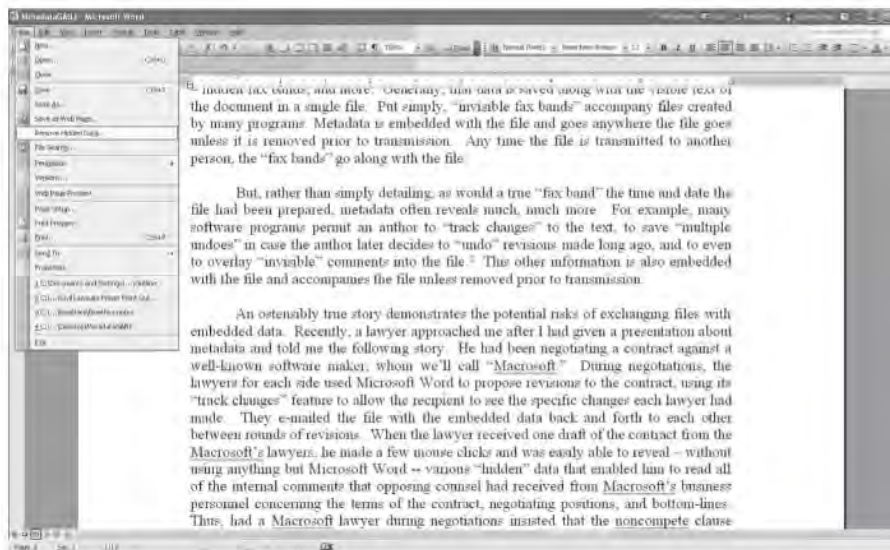 MetadataGAJ.1 - Microsoft Word
New...
Open...
Close
Save
Save As...
Save as Web Page...
Remove Hidden Data...
File Search...
Permission
Versions...
Web Page Preview
Page Setup...
Print Preview
Print...
Send To
Properties
Exit
hidden fax bands, and more. Generally, that data is saved along with the visible text of
the document in a single file. Put simply, “invisible fax bands” accompany files created
by many programs. Metadata is embedded with the file and goes anywhere the file goes
unless it is removed prior to transmission. Any time the file is transmitted to another
person, the “fax bands” go along with the file.
But, rather than simply detailing, as would a true “fax band” the time and date the
file had been prepared, metadata often reveals much, much more. For example, many
software programs permit an author to “track changes” to the text, to save “multiple
undoes” in case the author later decides to “undo” revisions made long ago, and to even
to overlay “invisible” comments into the file. This other information is also embedded
with the file and accompanies the file unless removed prior to transmission.
An ostensibly true story demonstrates the potential risks of exchanging files with
embedded data. Recently, a lawyer approached me after I had given a presentation about
metadata and told me the following story. He had been negotiating a contract against a
well-known software maker, whom we'll call “Macrosoft.” During negotiations, the
lawyers for each side used Microsoft Word to propose revisions to the contract, using its
“track changes” feature to allow the recipient to see the specific changes each lawyer had
made. They e-mailed the file with the embedded data back and forth to each other
between rounds of revisions. When the lawyer received one draft of the contract from the
Macrosoft's lawyers, he made a few mouse clicks and was easily able to reveal – without
using anything but Microsoft Word -- various “hidden” data that enabled him to read all
of the internal comments that opposing counsel had received from Macrosoft's business
personnel concerning the terms of the contract, negotiating positions, and bottom-lines.
Thus, had a Macrosoft lawyer during negotiations insisted that the noncompete clause